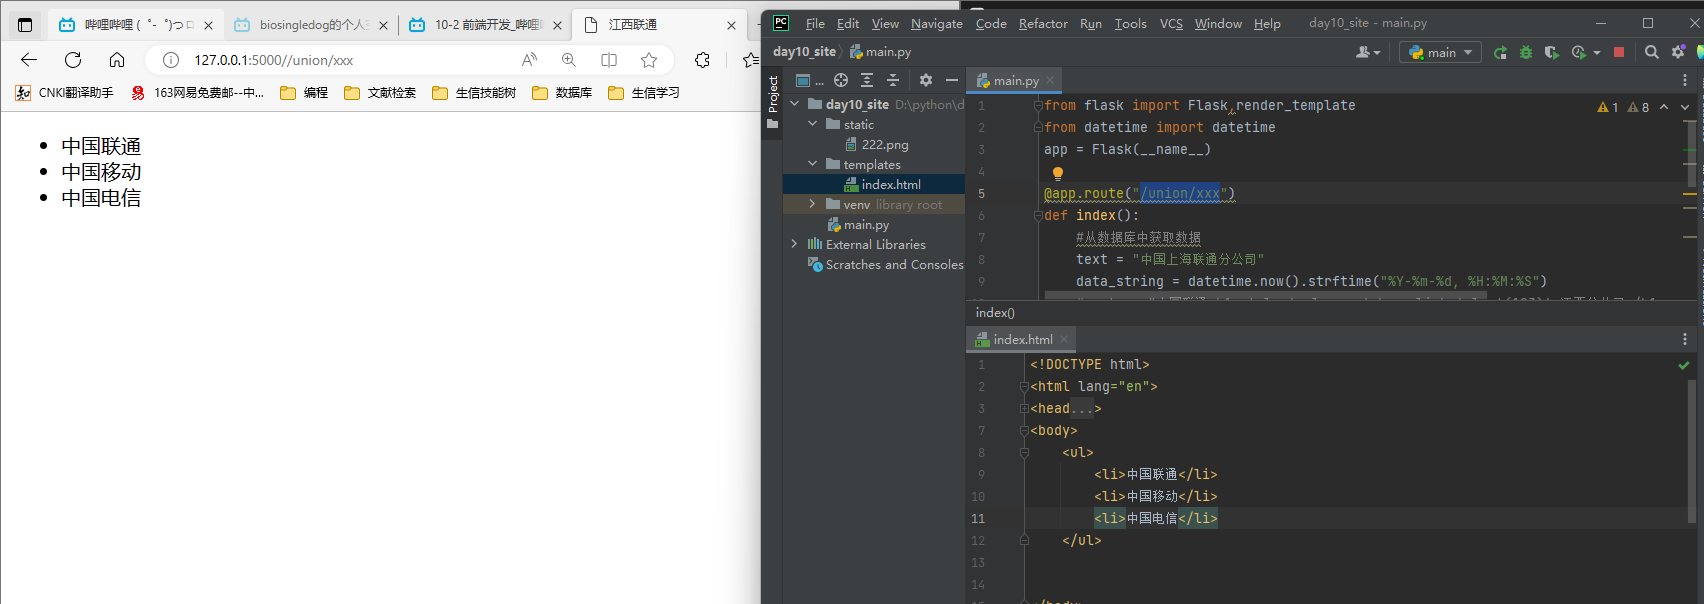 哔哩哔哩 (゜-゜)つロ
biosingledog的个人空
10-2 前端开发_哔哩
江西联通
127.0.0.1:5000//union/xxx
CNKI翻译助手
163网易免费邮--中...
编程
文献检索
生信技能树
数据库
生信学习
中国联通
中国移动
中国电信
PC
File Edit View Navigate Code Refactor Run Tools VCS Window Help
day10_site - main.py
day10_site
main.py
main
Project
...
day10_site D:\python\d
static
222.png
templates
index.html
venv library root
main.py
External Libraries
Scratches and Consoles
main.py
1 8
1 from flask import Flask,render_template
2 from datetime import datetime
3 app = Flask(__name__)
4
5 @app.route("/union/xxx")
6 def index():
7 #从数据库中获取数据
8 text = "中国上海联通分公司"
9 data_string = datetime.now().strftime("%Y-%m-%d, %H:%M:%S")
index()
index.html
1 <!DOCTYPE html>
2 <html lang="en">
3 <head...>
7 <body>
8 <ul>
9 <li>中国联通</li>
10 <li>中国移动</li>
11 <li>中国电信</li>
12 </ul>
13
14